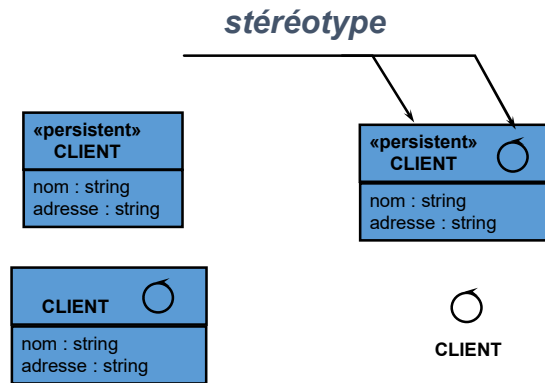 stéréotype
«persistent»
CLIENT
nom : string
adresse : string
«persistent»
CLIENT
nom : string
adresse : string
CLIENT
nom : string
adresse : string
CLIENT